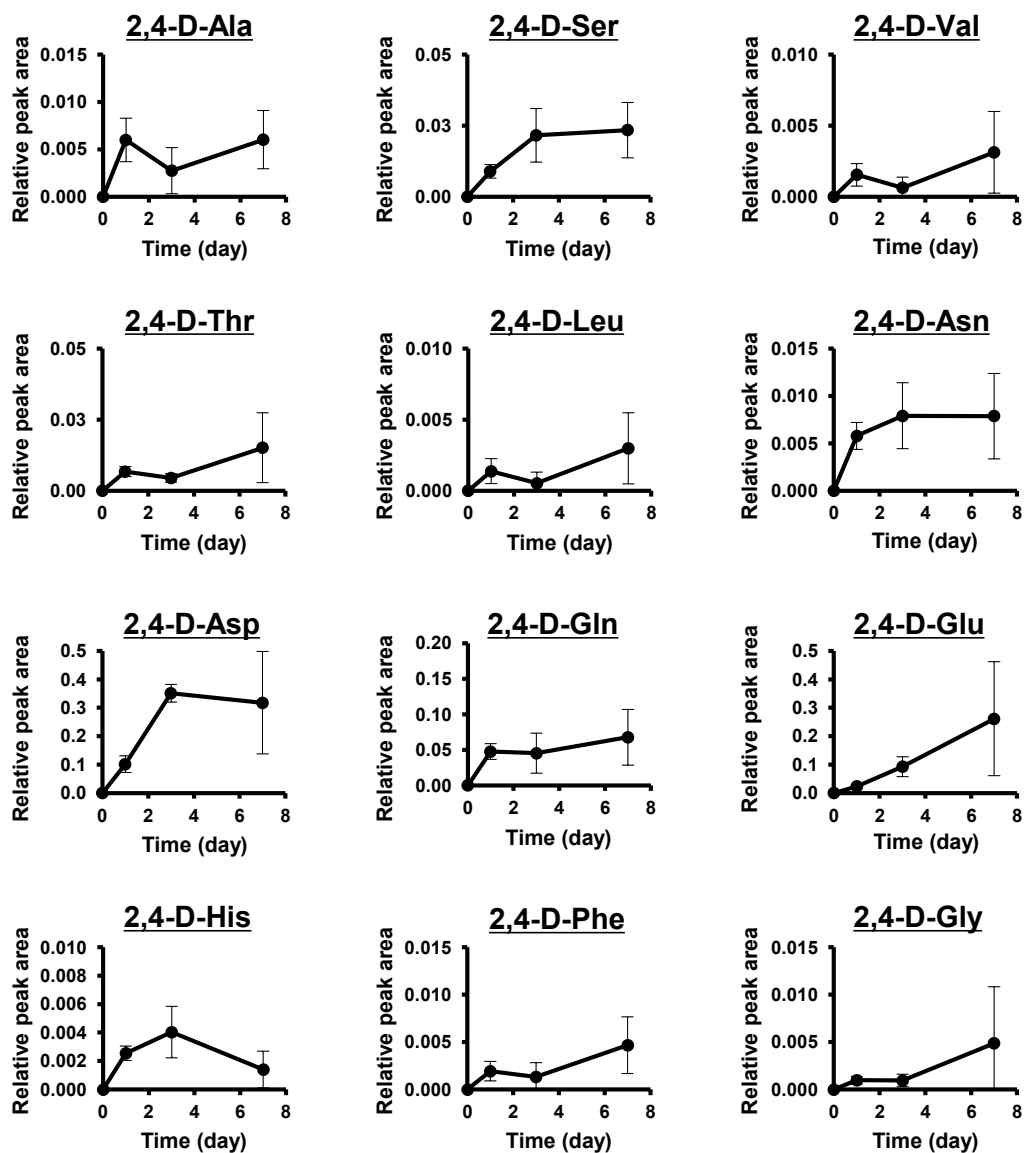 2,4-D-Ala
Relative peak area
0.015
0.010
0.005
0.000
0 2 4 6 8
Time (day)
2,4-D-Ser
Relative peak area
0.05
0.03
0.00
0 2 4 6 8
Time (day)
2,4-D-Val
Relative peak area
0.010
0.005
0.000
0 2 4 6 8
Time (day)
2,4-D-Thr
Relative peak area
0.05
0.03
0.00
0 2 4 6 8
Time (day)
2,4-D-Leu
Relative peak area
0.010
0.005
0.000
0 2 4 6 8
Time (day)
2,4-D-Asn
Relative peak area
0.015
0.010
0.005
0.000
0 2 4 6 8
Time (day)
2,4-D-Asp
Relative peak area
0.5
0.4
0.3
0.2
0.1
0.0
0 2 4 6 8
Time (day)
2,4-D-Gln
Relative peak area
0.20
0.15
0.10
0.05
0.00
0 2 4 6 8
Time (day)
2,4-D-Glu
Relative peak area
0.5
0.4
0.3
0.2
0.1
0.0
0 2 4 6 8
Time (day)
2,4-D-His
Relative peak area
0.010
0.008
0.006
0.004
0.002
0.000
0 2 4 6 8
Time (day)
2,4-D-Phe
Relative peak area
0.015
0.010
0.005
0.000
0 2 4 6 8
Time (day)
2,4-D-Gly
Relative peak area
0.015
0.010
0.005
0.000
0 2 4 6 8
Time (day)